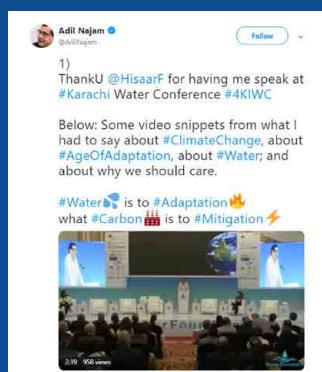 Adil Najam
@AdilNajam
Follow
1)
ThankU @HisaarF for having me speak at
#Karachi Water Conference #4KIWC
Below: Some video snippets from what I
had to say about #ClimateChange, about
#AgeOfAdaptation, about #Water; and
about why we should care.
#Water💦 is to #Adaptation🔥
what #Carbon🏭 is to #Mitigation⚡
2:19 958 views